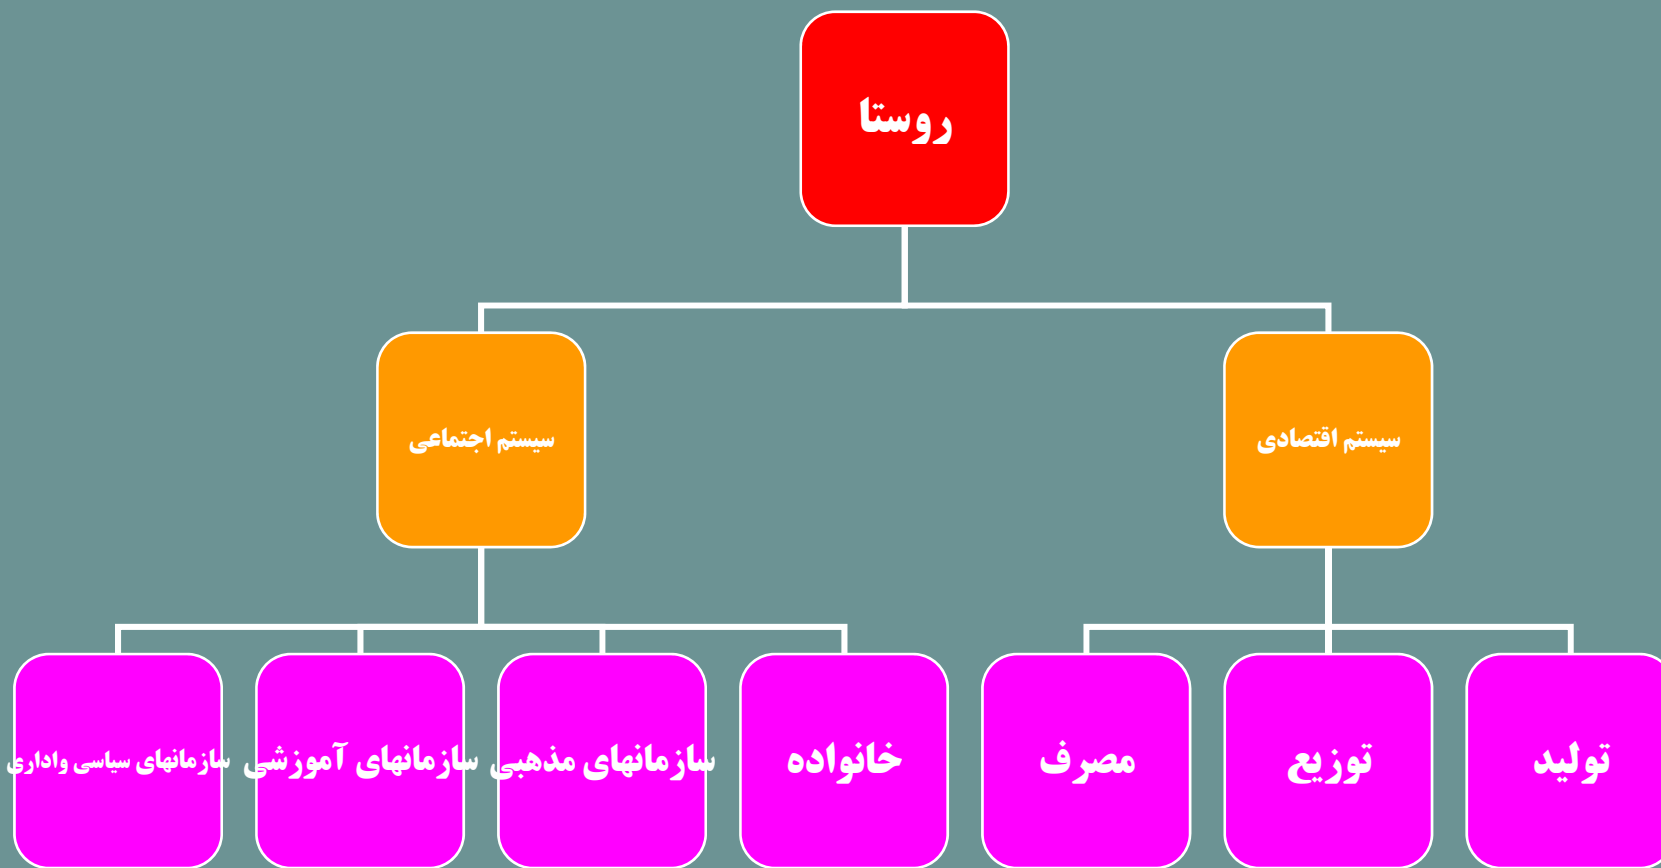 روستا
سیستم اقتصادی
سیستم اجتماعی
تولید
توزیع
مصرف
خانواده
سازمانهای مذهبی
سازمانهای آموزشی
سازمانهای سیاسی واداری